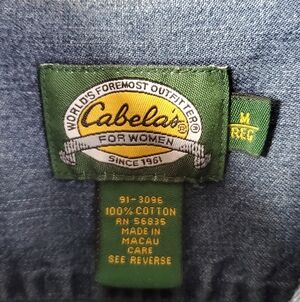 WORLD'S FOREMOST OUTFITTER®
Cabela's®
FOR WOMEN
SINCE 1961
M
REG
91-3096
100% COTTON
RN 56835
MADE IN
MACAU
CARE
SEE REVERSE